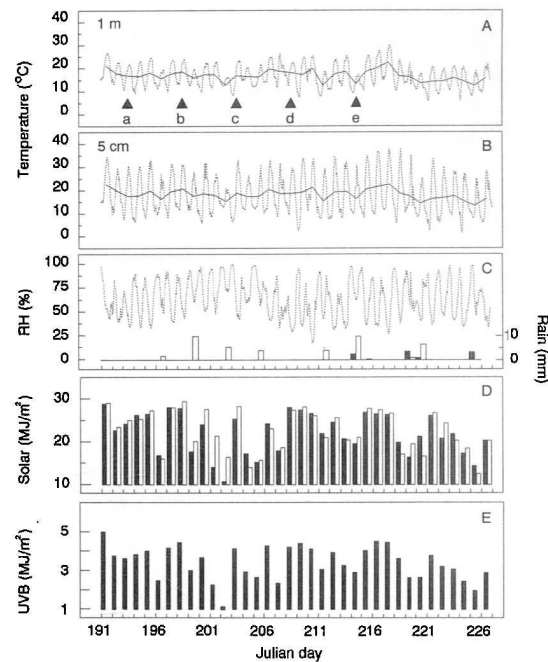 1 m
A
40
30
20
10
0
Temperature (°C)
a b c d e
5 cm
B
40
30
20
10
0
C
100
75
50
25
0
RH (%)
10
0
Rain (mm)
D
30
20
10
Solar (MJ/m²)
E
5
3
1
UVB (MJ/m²)
191 196 201 206 211 216 221 226
Julian day